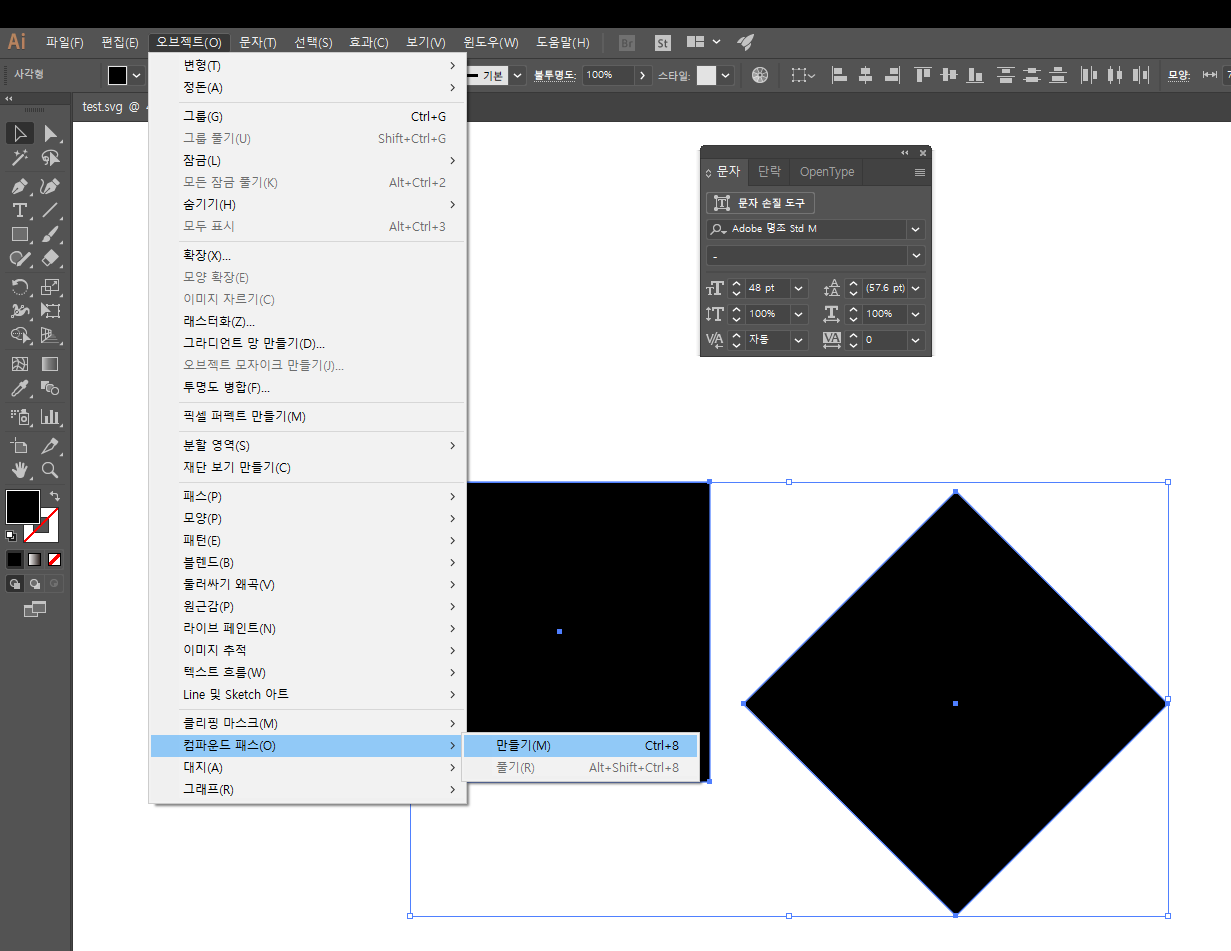 Ai 파일(F) 편집(E) 오브젝트(O) 문자(T) 선택(S) 효과(C) 보기(V) 윈도우(W) 도움말(H) Br St
사각형 기본 불투명도: 100% 스타일: 모양:
test.svg @
변형(T)
정돈(A)
그룹(G) Ctrl+G
그룹 풀기(U) Shift+Ctrl+G
잠금(L)
모든 잠금 풀기(K) Alt+Ctrl+2
숨기기(H)
모두 표시 Alt+Ctrl+3
확장(X)...
모양 확장(E)
이미지 자르기(C)
래스터화(Z)...
그라디언트 망 만들기(D)...
오브젝트 모자이크 만들기(J)...
투명도 병합(F)...
픽셀 퍼펙트 만들기(M)
분할 영역(S)
재단 보기 만들기(C)
패스(P)
모양(P)
패턴(E)
블렌드(B)
둘러싸기 왜곡(V)
원근감(P)
라이브 페인트(N)
이미지 추적
텍스트 흐름(W)
Line 및 Sketch 아트
클리핑 마스크(M)
컴파운드 패스(O)
대지(A)
그래프(R)
만들기(M) Ctrl+8
풀기(R) Alt+Shift+Ctrl+8
문자 단락 OpenType
문자 손질 도구
Adobe 명조 Std M
-
48 pt (57.6 pt)
100% 100%
자동 0